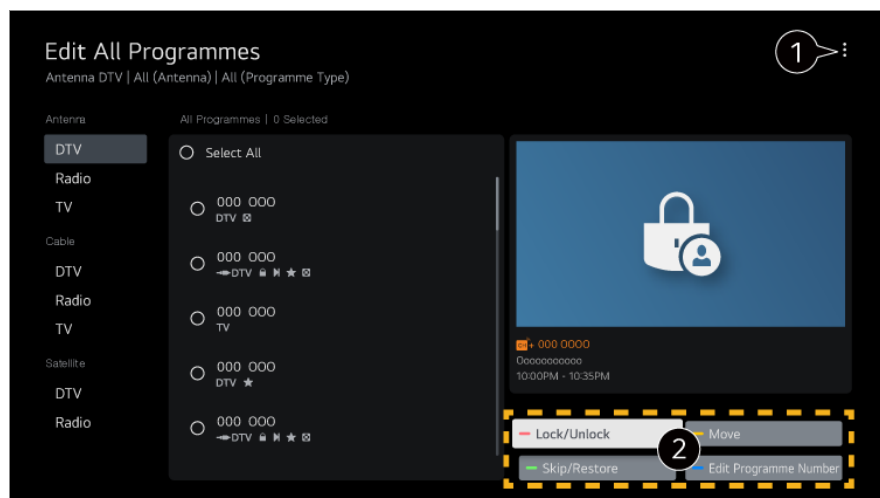 Edit All Programmes
Antenna DTV | All (Antenna) | All (Programme Type)
1
Antenna
DTV
Radio
TV
Cable
DTV
Radio
TV
Satellite
DTV
Radio
All Programmes | 0 Selected
Select All
000 000
DTV
000 000
DTV
000 000
TV
000 000
DTV
000 000
DTV
CH+ 000 0000
Oooooooooooo
10:00PM - 10:35PM
Lock/Unlock
Move
2
Skip/Restore
Edit Programme Number